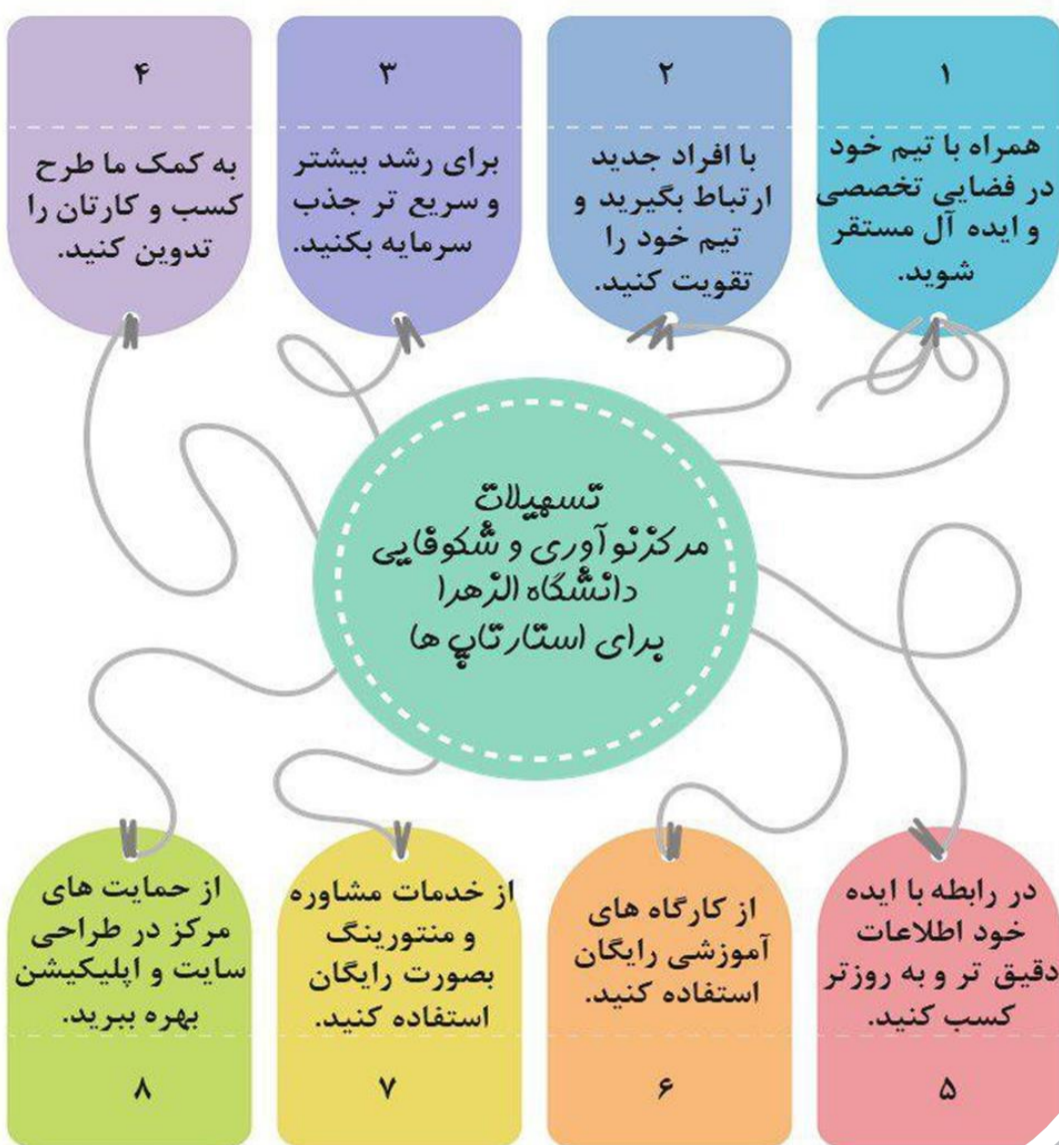 ۱
همراه با تیم خود
در فضایی تخصصی
و ایده آل مستقر
شوید.
۲
با افراد جدید
ارتباط بگیرید و
تیم خود را
تقویت کنید.
۳
برای رشد بیشتر
و سریع تر جذب
سرمایه بکنید.
۴
به کمک ما طرح
کسب و کارتان را
تدوین کنید.
تسهیلات
مرکز نوآوری و شکوفایی
دانشگاه الزهرا
برای استارتاپ ها
در رابطه با ایده
خود اطلاعات
دقیق تر و به روزتر
کسب کنید.
۵
از کارگاه های
آموزشی رایگان
استفاده کنید.
۶
از خدمات مشاوره
و منتورینگ
بصورت رایگان
استفاده کنید.
۷
از حمایت های
مرکز در طراحی
سایت و اپلیکیشن
بهره ببرید.
۸